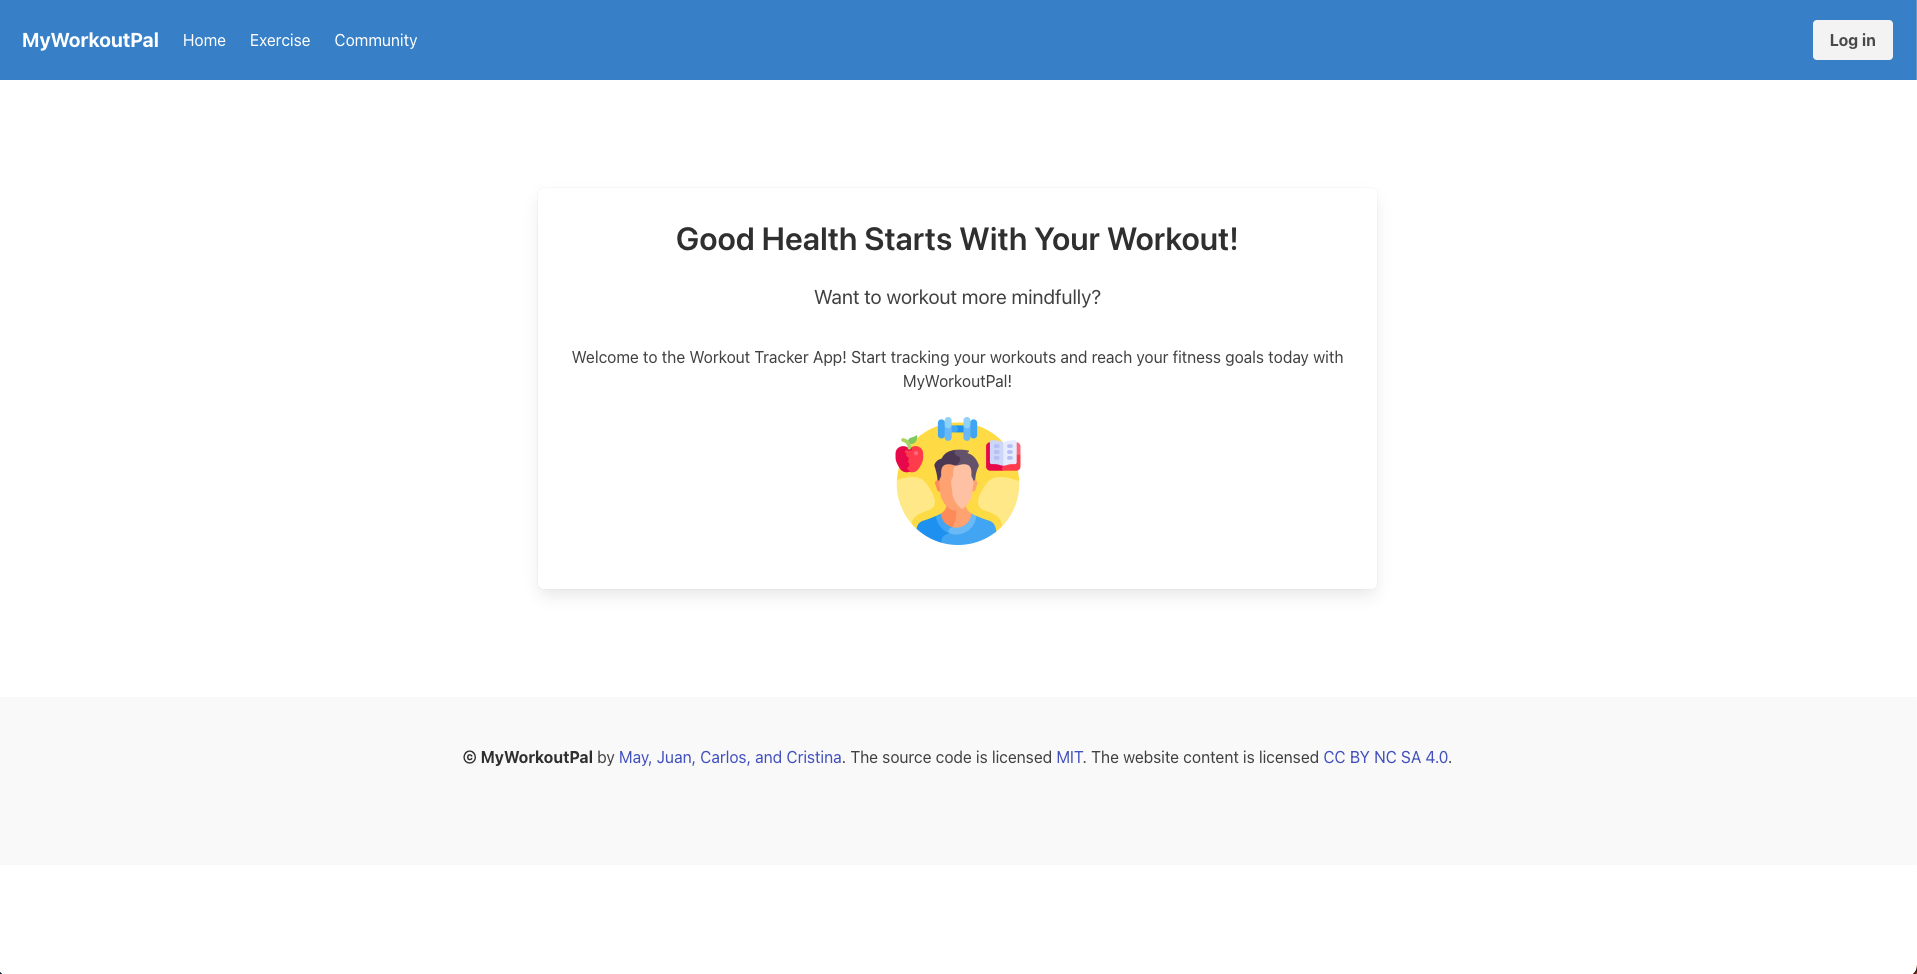 MyWorkoutPal Home Exercise Community Log in
Good Health Starts With Your Workout!
Want to workout more mindfully?
Welcome to the Workout Tracker App! Start tracking your workouts and reach your fitness goals today with
MyWorkoutPal!
© MyWorkoutPal by May, Juan, Carlos, and Cristina. The source code is licensed MIT. The website content is licensed CC BY NC SA 4.0.